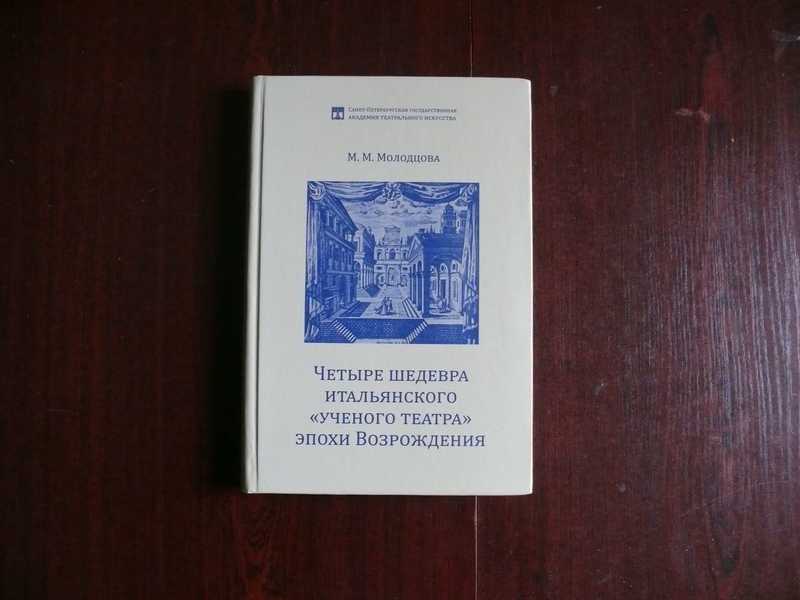 Санкт-Петербургская государственная
академия театрального искусства
М. М. Молодцова
Четыре шедевра
итальянского
«ученого театра»
эпохи Возрождения